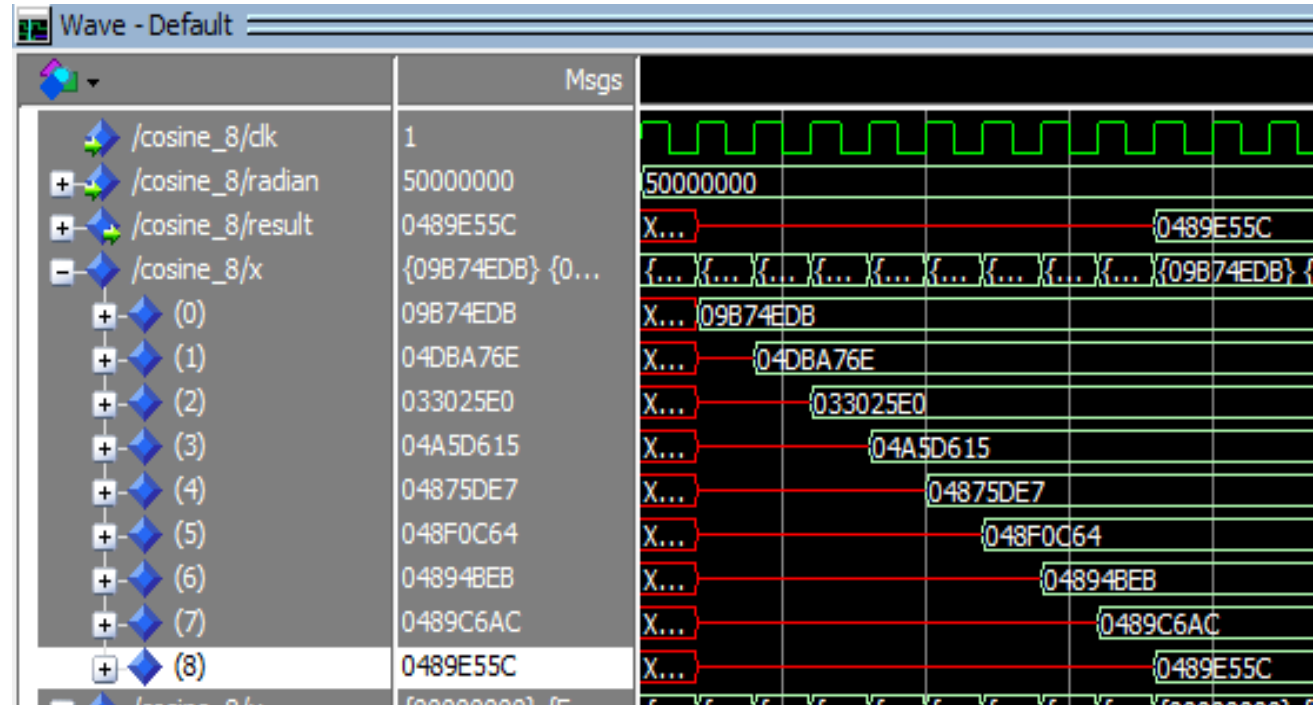 Wave - Default
Msgs
/cosine_8/clk 1
/cosine_8/radian 50000000 50000000
/cosine_8/result 0489E55C X... 0489E55C
/cosine_8/x {09B74EDB} {0... {... {... {... {... {... {... {... {... {... {09B74EDB} {
(0) 09B74EDB X... 09B74EDB
(1) 04DBA76E X... 04DBA76E
(2) 033025E0 X... 033025E0
(3) 04A5D615 X... 04A5D615
(4) 04875DE7 X... 04875DE7
(5) 048F0C64 X... 048F0C64
(6) 04894BEB X... 04894BEB
(7) 0489C6AC X... 0489C6AC
(8) 0489E55C X... 0489E55C